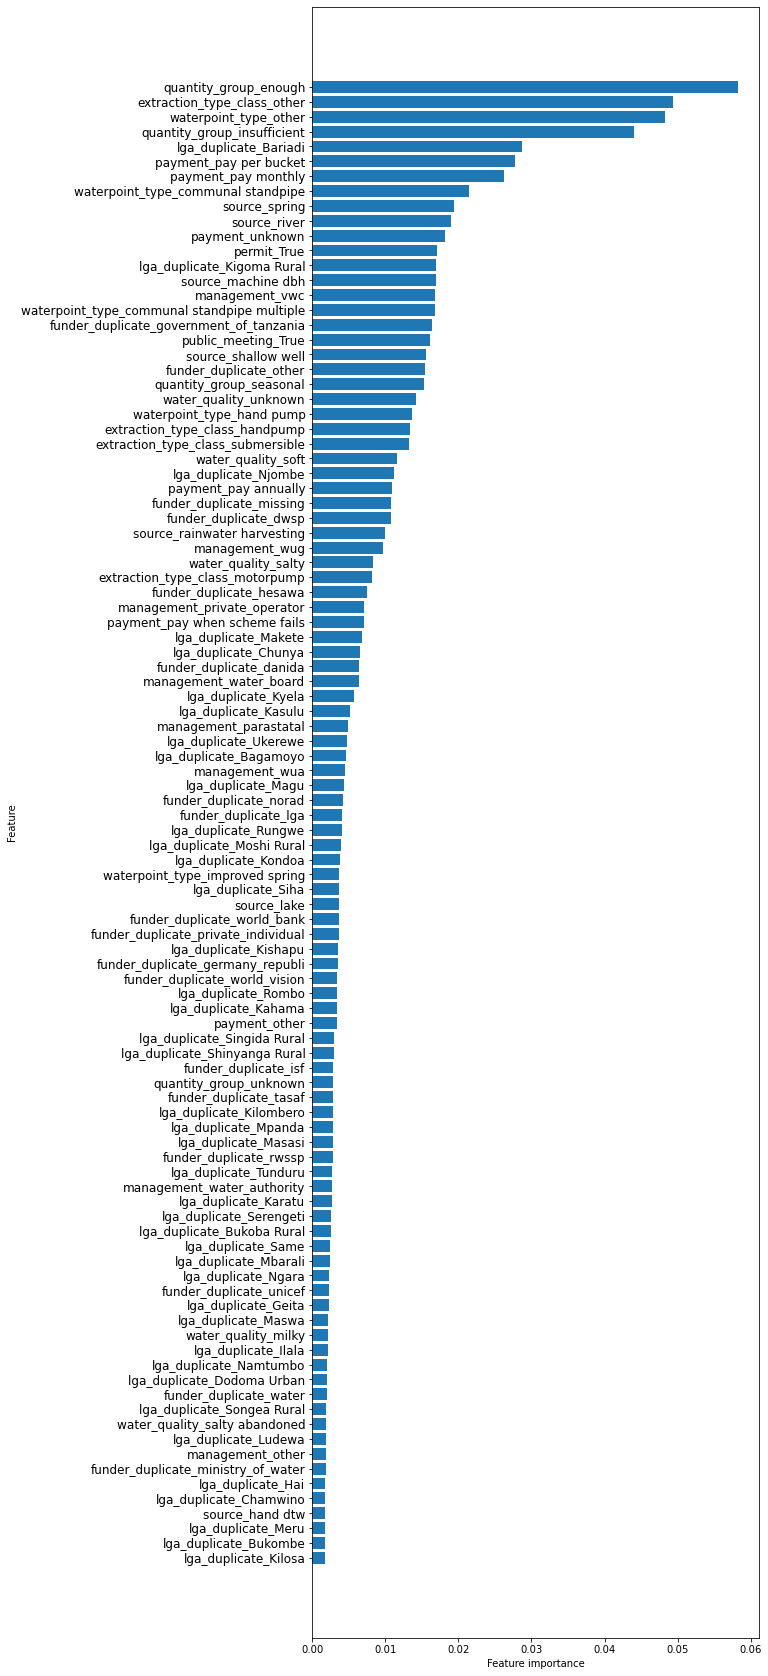 quantity_group_enough
extraction_type_class_other
waterpoint_type_other
quantity_group_insufficient
lga_duplicate_Bariadi
payment_pay per bucket
payment_pay monthly
waterpoint_type_communal standpipe
source_spring
source_river
payment_unknown
permit_True
lga_duplicate_Kigoma Rural
source_machine dbh
management_vwc
waterpoint_type_communal standpipe multiple
funder_duplicate_government_of_tanzania
public_meeting_True
source_shallow well
funder_duplicate_other
quantity_group_seasonal
water_quality_unknown
waterpoint_type_hand pump
extraction_type_class_handpump
extraction_type_class_submersible
water_quality_soft
lga_duplicate_Njombe
payment_pay annually
funder_duplicate_missing
funder_duplicate_dwsp
source_rainwater harvesting
management_wug
water_quality_salty
extraction_type_class_motorpump
funder_duplicate_hesawa
management_private_operator
payment_pay when scheme fails
lga_duplicate_Makete
lga_duplicate_Chunya
funder_duplicate_danida
management_water_board
lga_duplicate_Kyela
lga_duplicate_Kasulu
management_parastatal
lga_duplicate_Ukerewe
lga_duplicate_Bagamoyo
management_wua
lga_duplicate_Magu
funder_duplicate_norad
funder_duplicate_lga
lga_duplicate_Rungwe
lga_duplicate_Moshi Rural
lga_duplicate_Kondoa
waterpoint_type_improved spring
lga_duplicate_Siha
source_lake
funder_duplicate_world_bank
funder_duplicate_private_individual
lga_duplicate_Kishapu
funder_duplicate_germany_republi
funder_duplicate_world_vision
lga_duplicate_Rombo
lga_duplicate_Kahama
payment_other
lga_duplicate_Singida Rural
lga_duplicate_Shinyanga Rural
funder_duplicate_isf
quantity_group_unknown
funder_duplicate_tasaf
lga_duplicate_Kilombero
lga_duplicate_Mpanda
lga_duplicate_Masasi
funder_duplicate_rwssp
lga_duplicate_Tunduru
management_water_authority
lga_duplicate_Karatu
lga_duplicate_Serengeti
lga_duplicate_Bukoba Rural
lga_duplicate_Same
lga_duplicate_Mbarali
lga_duplicate_Ngara
funder_duplicate_unicef
lga_duplicate_Geita
lga_duplicate_Maswa
water_quality_milky
lga_duplicate_Ilala
lga_duplicate_Namtumbo
lga_duplicate_Dodoma Urban
funder_duplicate_water
lga_duplicate_Songea Rural
water_quality_salty abandoned
lga_duplicate_Ludewa
management_other
funder_duplicate_ministry_of_water
lga_duplicate_Hai
lga_duplicate_Chamwino
source_hand dtw
lga_duplicate_Meru
lga_duplicate_Bukombe
lga_duplicate_Kilosa
Feature
0.00 0.01 0.02 0.03 0.04 0.05 0.06
Feature importance